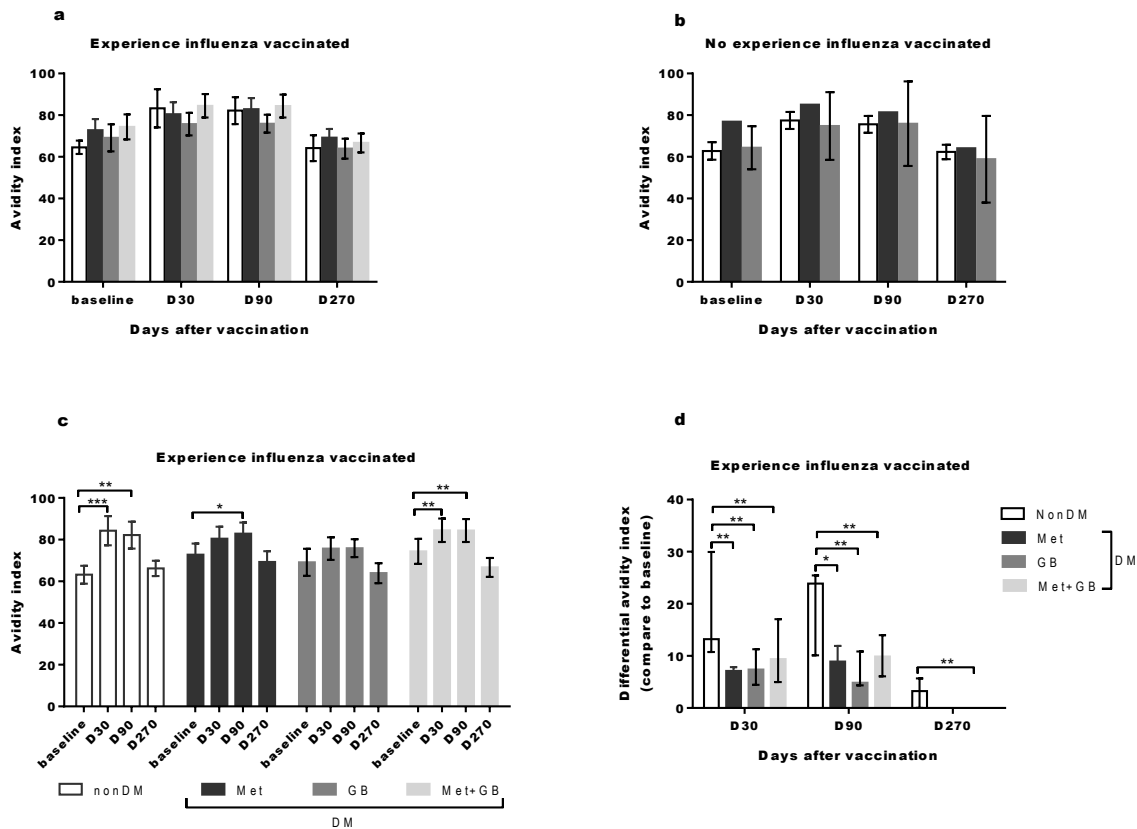 a
Experience influenza vaccinated
100
80
60
40
20
0
Avidity index
baseline D30 D90 D270
Days after vaccination
b
No experience influenza vaccinated
100
80
60
40
20
0
Avidity index
baseline D30 D90 D270
Days after vaccination
c
Experience influenza vaccinated
100
80
60
40
20
0
Avidity index
*** ** * ** **
baseline D30 D90 D270 baseline D30 D90 D270 baseline D30 D90 D270 baseline D30 D90 D270
nonDM Met GB Met+GB
DM
d
Experience influenza vaccinated
40
30
20
10
0
Differential avidity index
(compare to baseline)
** ** ** * ** ** **
D30 D90 D270
Days after vaccination
NonDM
Met
GB
Met+GB
DM